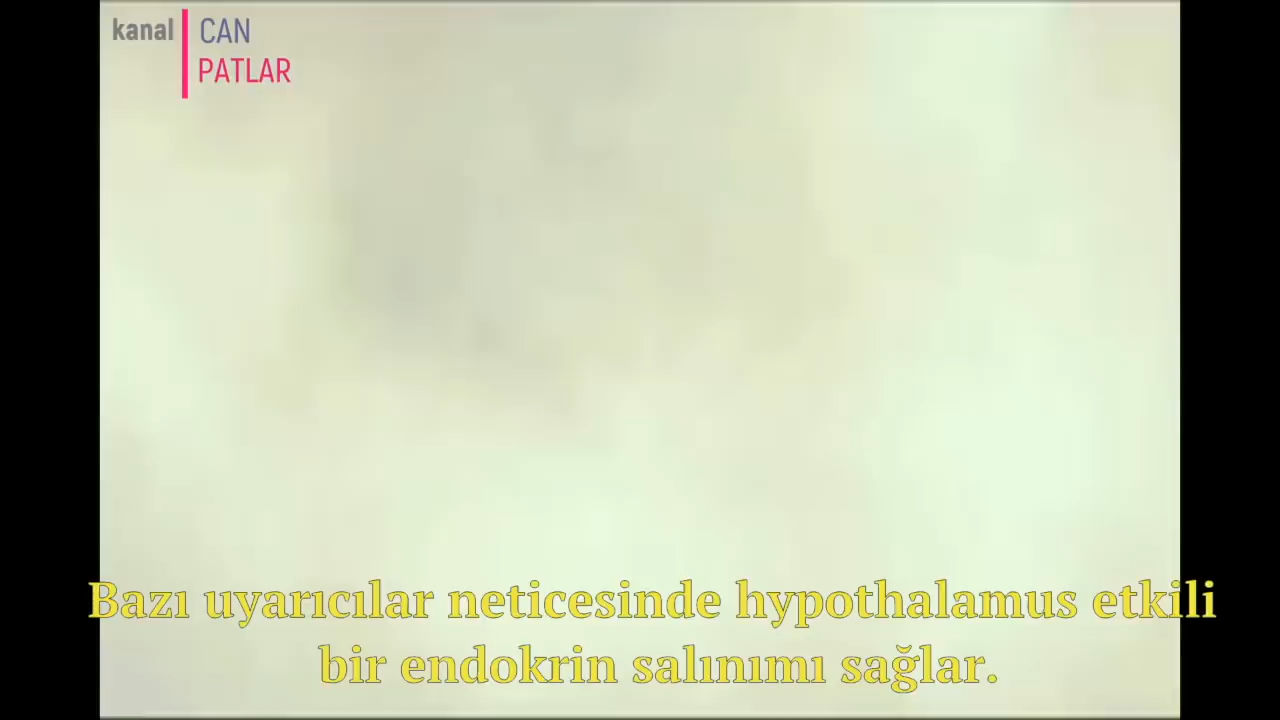 kanal
CAN
PATLAR
Bazı uyarıcılar neticesinde hypothalamus etkili
bir endokrin salınımı sağlar.